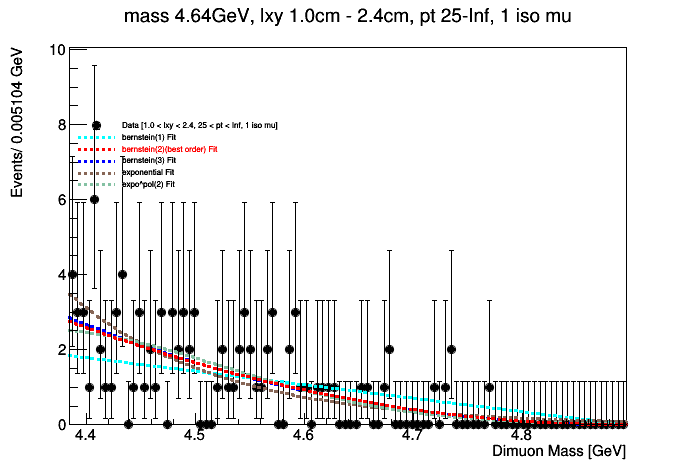 mass 4.64GeV, lxy 1.0cm - 2.4cm, pt 25-Inf, 1 iso mu
Events/ 0.005104 GeV
10
8
6
4
2
0
Data [1.0 < lxy < 2.4, 25 < pt < Inf, 1 iso mu]
bernstein(1) Fit
bernstein(2)(best order) Fit
bernstein(3) Fit
exponential Fit
expo*pol(2) Fit
4.4 4.5 4.6 4.7 4.8
Dimuon Mass [GeV]